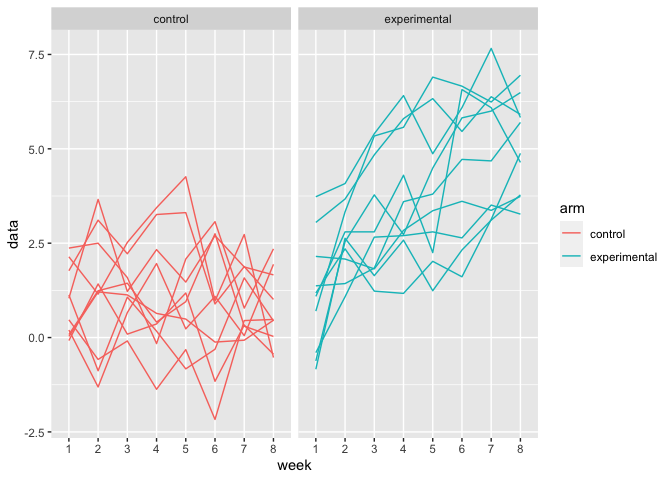 control experimental
7.5
5.0
2.5
0.0
-2.5
data
1 2 3 4 5 6 7 8 1 2 3 4 5 6 7 8
week
arm
control
experimental